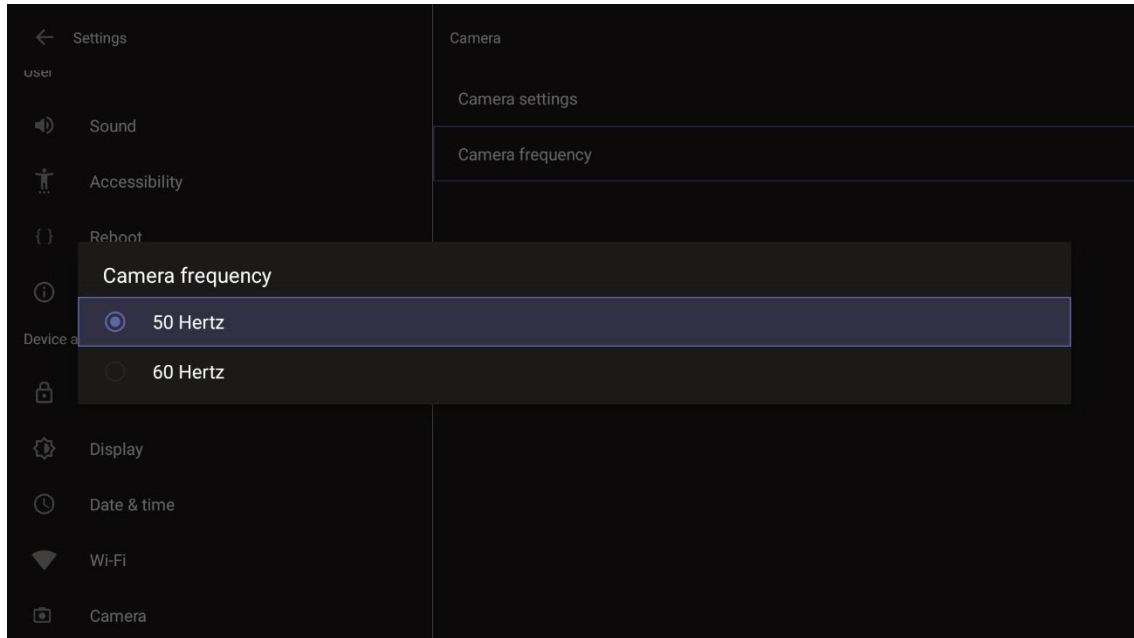 Settings
User
Sound
Accessibility
Reboot
Device a
Display
Date & time
Wi-Fi
Camera
Camera
Camera settings
Camera frequency
Camera frequency
50 Hertz
60 Hertz